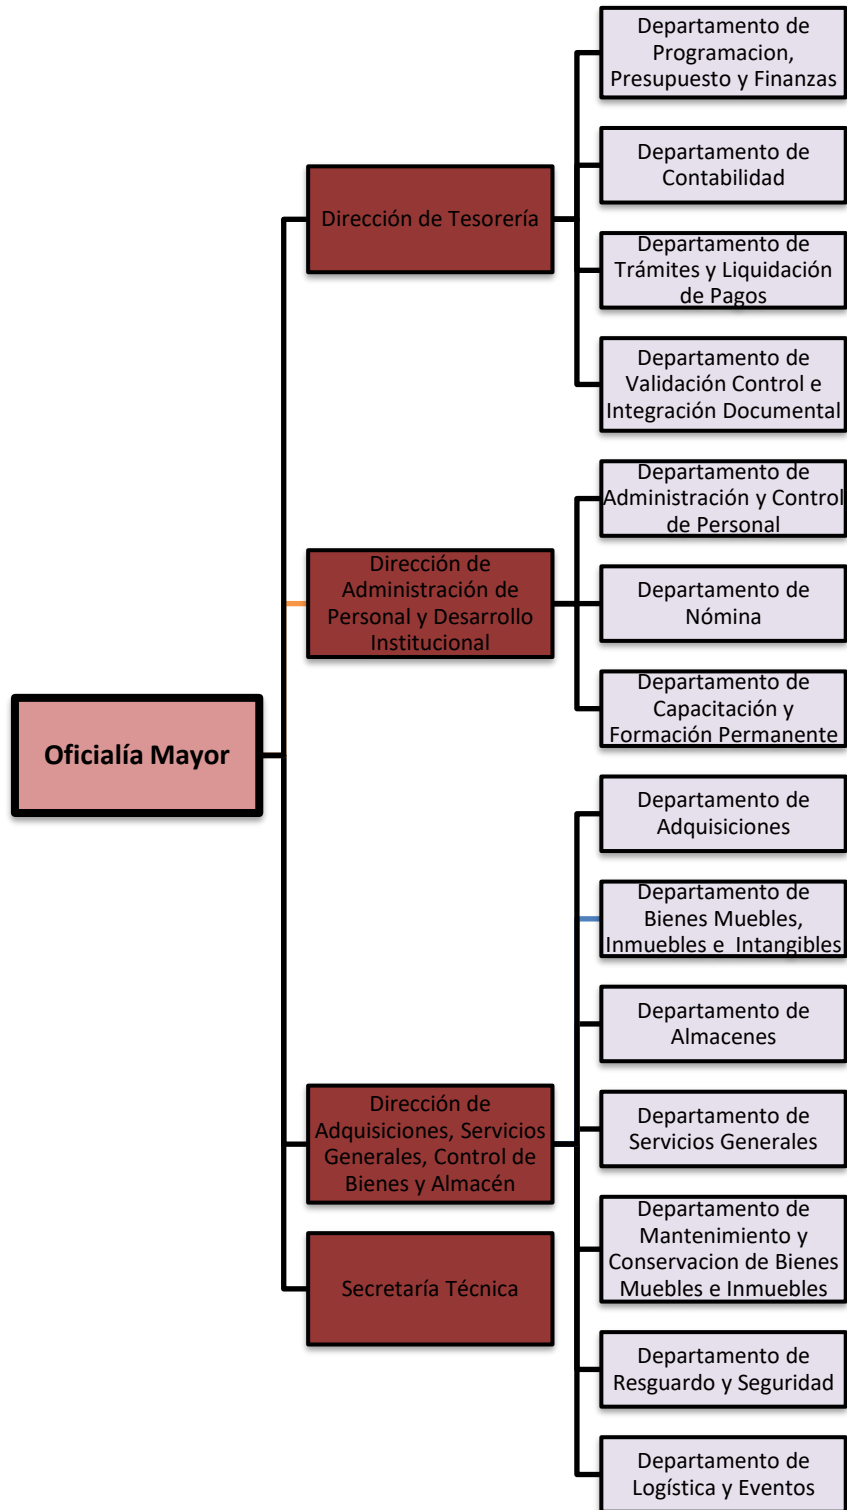 Departamento de
Programacion,
Presupuesto y Finanzas
Departamento de
Contabilidad
Dirección de Tesorería
Departamento de
Trámites y Liquidación
de Pagos
Departamento de
Validación Control e
Integración Documental
Departamento de
Administración y Control
de Personal
Dirección de
Administración de
Personal y Desarrollo
Institucional
Departamento de
Nómina
Departamento de
Capacitación y
Formación Permanente
Oficialía Mayor
Departamento de
Adquisiciones
Departamento de
Bienes Muebles,
Inmuebles e  Intangibles
Departamento de
Almacenes
Dirección de
Adquisiciones, Servicios
Generales, Control de
Bienes y Almacén
Departamento de
Servicios Generales
Departamento de
Mantenimiento y
Conservacion de Bienes
Muebles e Inmuebles
Secretaría Técnica
Departamento de
Resguardo y Seguridad
Departamento de
Logística y Eventos